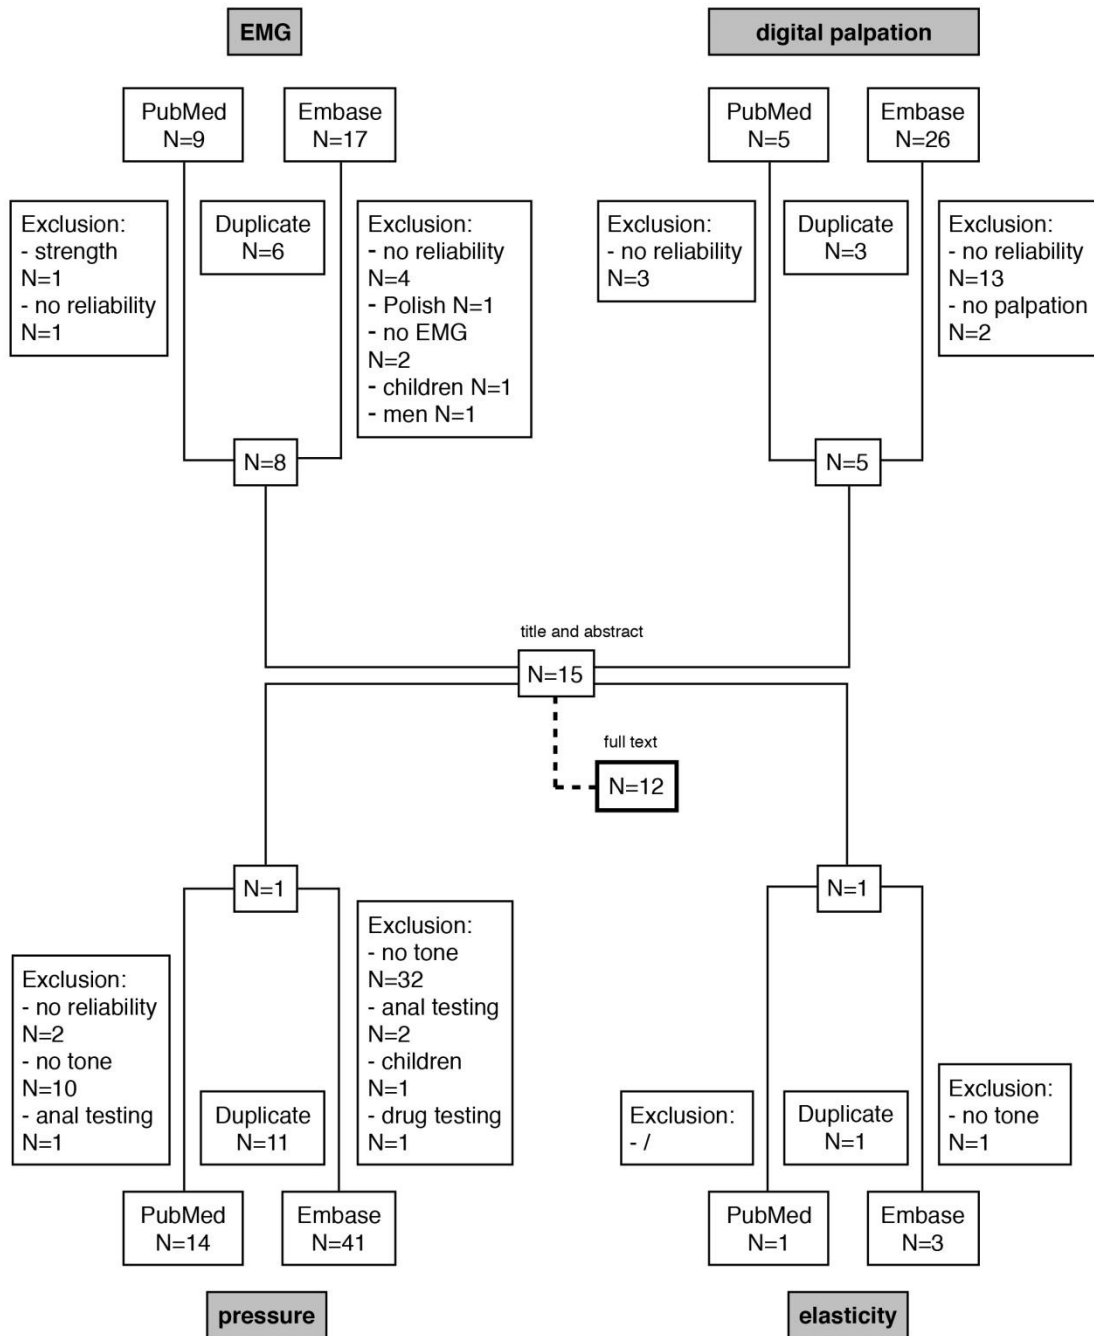 EMG
digital palpation
PubMed
N=9
Embase
N=17
PubMed
N=5
Embase
N=26
Exclusion:
- strength
N=1
- no reliability
N=1
Duplicate
N=6
Exclusion:
- no reliability
N=4
- Polish N=1
- no EMG
N=2
- children N=1
- men N=1
Exclusion:
- no reliability
N=3
Duplicate
N=3
Exclusion:
- no reliability
N=13
- no palpation
N=2
N=8
N=5
title and abstract
N=15
full text
N=12
N=1
N=1
Exclusion:
- no reliability
N=2
- no tone
N=10
- anal testing
N=1
Duplicate
N=11
Exclusion:
- no tone
N=32
- anal testing
N=2
- children
N=1
- drug testing
N=1
Exclusion:
- /
Duplicate
N=1
Exclusion:
- no tone
N=1
PubMed
N=14
Embase
N=41
PubMed
N=1
Embase
N=3
pressure
elasticity